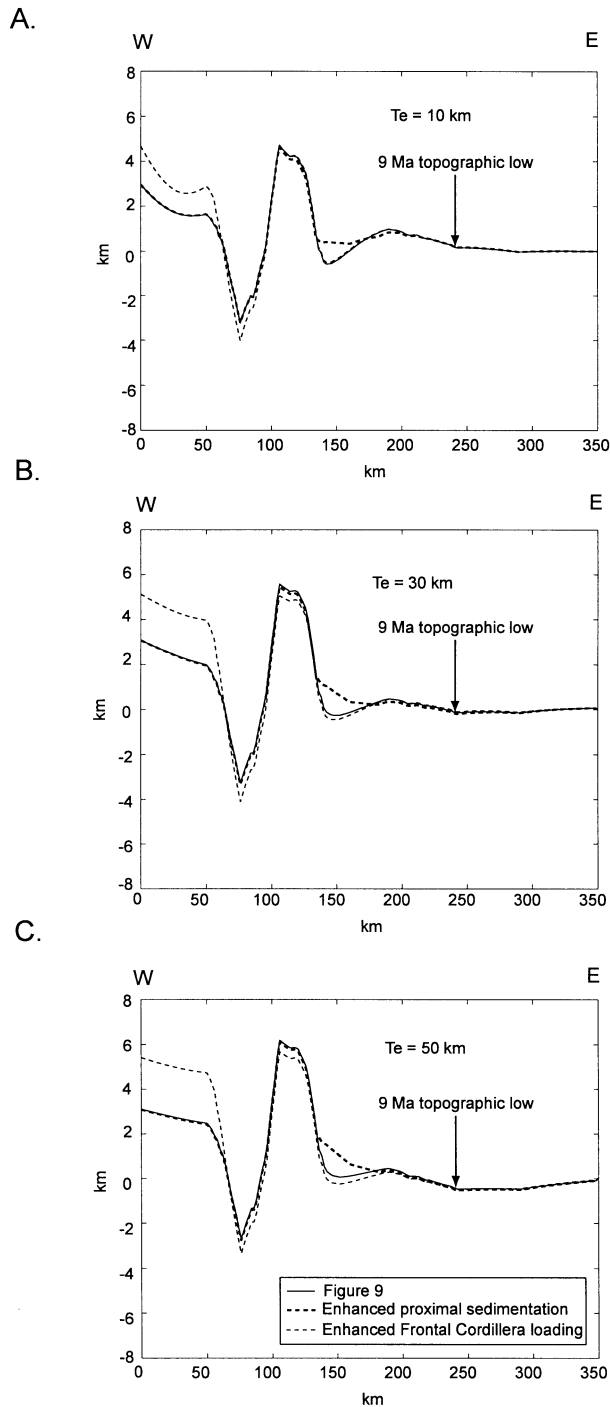 A.
W E
8
6
4
2
0
-2
-4
-6
-8
km
Te = 10 km
9 Ma topographic low
0 50 100 150 200 250 300 350
km
B.
W E
8
6
4
2
0
-2
-4
-6
-8
km
Te = 30 km
9 Ma topographic low
0 50 100 150 200 250 300 350
km
C.
W E
8
6
4
2
0
-2
-4
-6
-8
km
Te = 50 km
9 Ma topographic low
Figure 9
Enhanced proximal sedimentation
Enhanced Frontal Cordillera loading
0 50 100 150 200 250 300 350
km